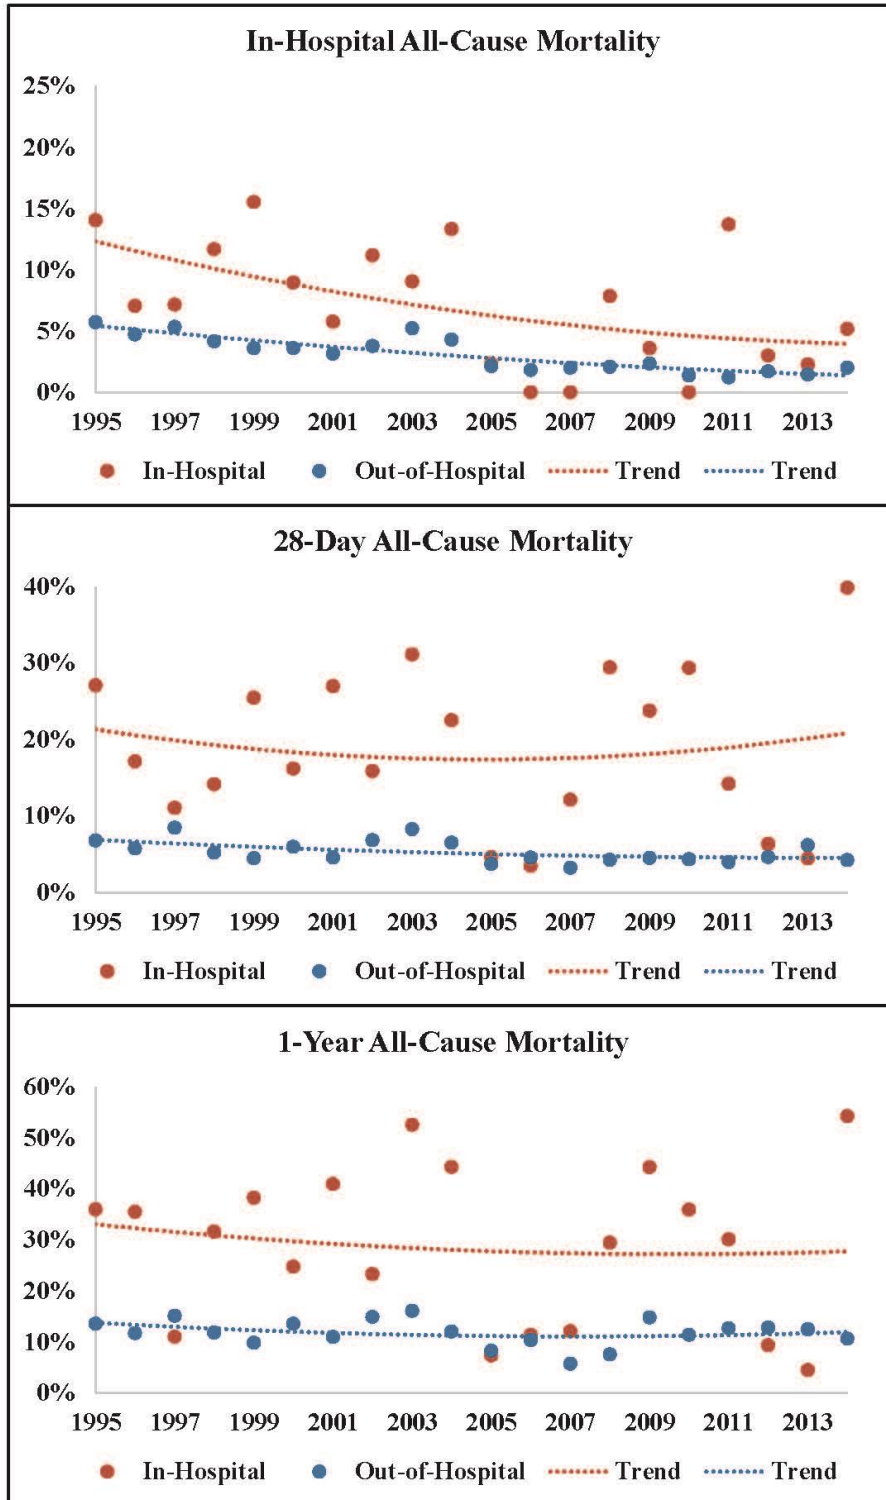 In-Hospital All-Cause Mortality
25%
20%
15%
10%
5%
0%
1995 1997 1999 2001 2003 2005 2007 2009 2011 2013
In-Hospital Out-of-Hospital Trend Trend
28-Day All-Cause Mortality
40%
30%
20%
10%
0%
1995 1997 1999 2001 2003 2005 2007 2009 2011 2013
In-Hospital Out-of-Hospital Trend Trend
1-Year All-Cause Mortality
60%
50%
40%
30%
20%
10%
0%
1995 1997 1999 2001 2003 2005 2007 2009 2011 2013
In-Hospital Out-of-Hospital Trend Trend